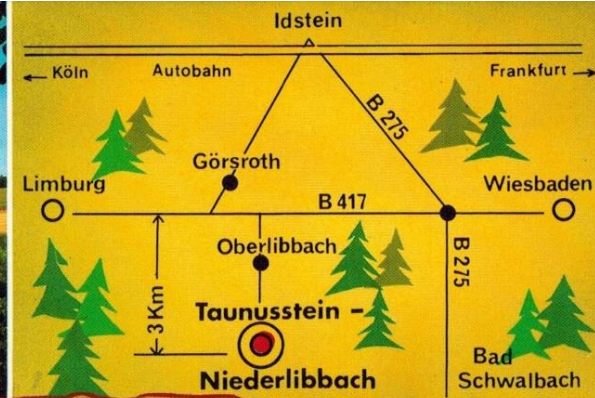 Idstein
← Köln Autobahn Frankfurt →
B 275
Görsroth
Limburg
Wiesbaden
B 417
Oberlibbach
B 275
3 Km
Taunusstein –
Niederlibbach
Bad
Schwalbach